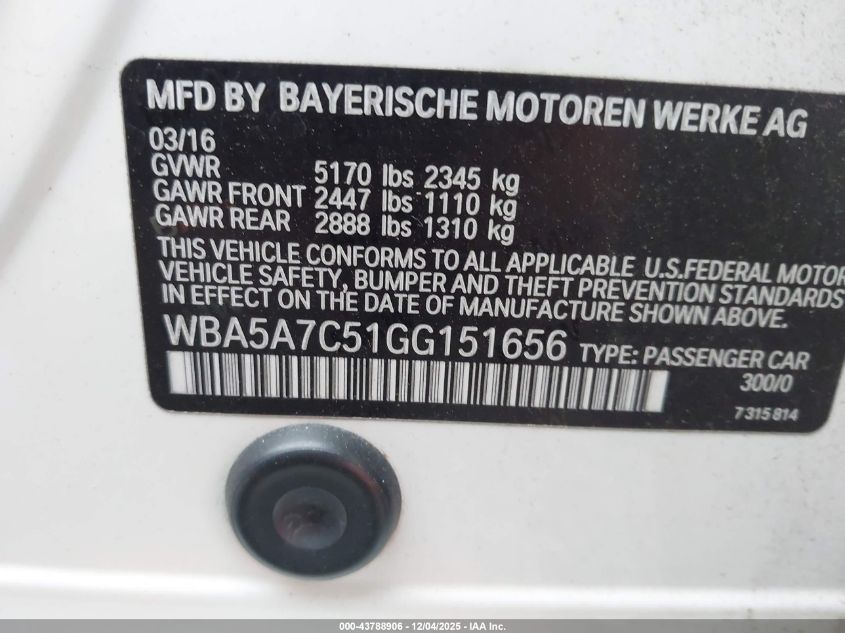 MFD BY BAYERISCHE MOTOREN WERKE AG
03/16
GVWR 5170 lbs 2345 kg
GAWR FRONT 2447 lbs 1110 kg
GAWR REAR 2888 lbs 1310 kg
THIS VEHICLE CONFORMS TO ALL APPLICABLE U.S.FEDERAL MOTOR
VEHICLE SAFETY, BUMPER AND THEFT PREVENTION STANDARDS
IN EFFECT ON THE DATE OF MANUFACTURE SHOWN ABOVE.
WBA5A7C51GG151656 TYPE: PASSENGER CAR
300/0
7315814
000-43788906 - 12/04/2025 - IAA Inc.